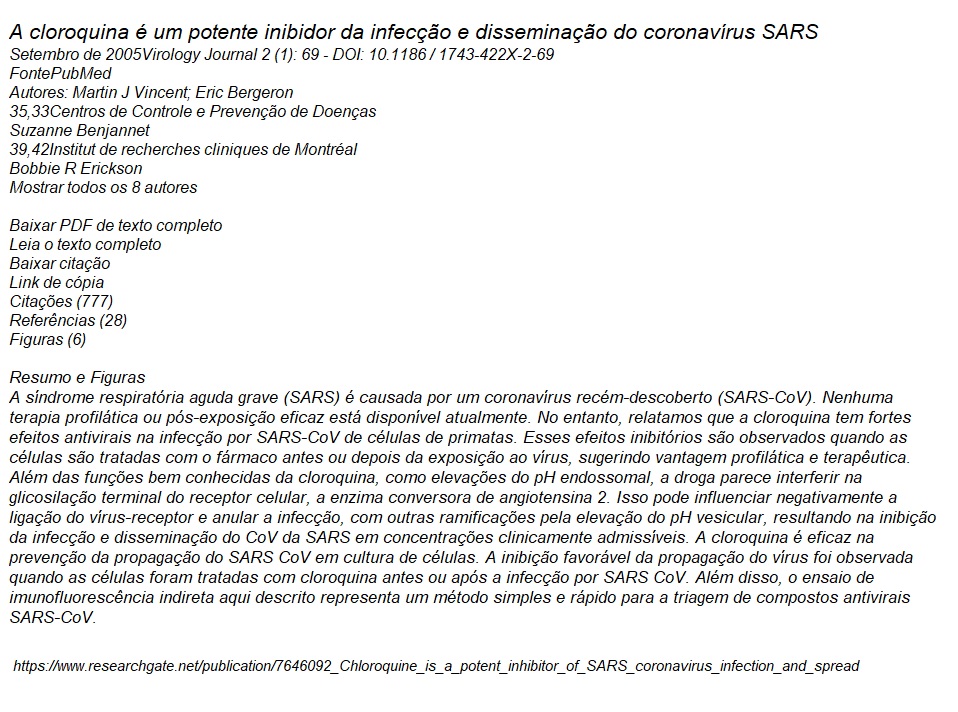 A cloroquina é um potente inibidor da infecção e disseminação do coronavírus SARS
Setembro de 2005Virology Journal 2 (1): 69 - DOI: 10.1186 / 1743-422X-2-69
FontePubMed
Autores: Martin J Vincent; Eric Bergeron
35,33Centros de Controle e Prevenção de Doenças
Suzanne Benjannet
39,42Institut de recherches cliniques de Montréal
Bobbie R Erickson
Mostrar todos os 8 autores
Baixar PDF de texto completo
Leia o texto completo
Baixar citação
Link de cópia
Citações (777)
Referências (28)
Figuras (6)
Resumo e Figuras
A síndrome respiratória aguda grave (SARS) é causada por um coronavírus recém-descoberto (SARS-CoV). Nenhuma
terapia profilática ou pós-exposição eficaz está disponível atualmente. No entanto, relatamos que a cloroquina tem fortes
efeitos antivirais na infecção por SARS-CoV de células de primatas. Esses efeitos inibitórios são observados quando as
células são tratadas com o fármaco antes ou depois da exposição ao vírus, sugerindo vantagem profilática e terapêutica.
Além das funções bem conhecidas da cloroquina, como elevações do pH endossomal, a droga parece interferir na
glicosilação terminal do receptor celular, a enzima conversora de angiotensina 2. Isso pode influenciar negativamente a
ligação do vírus-receptor e anular a infecção, com outras ramificações pela elevação do pH vesicular, resultando na inibição
da infecção e disseminação do CoV da SARS em concentrações clinicamente admissíveis. A cloroquina é eficaz na
prevenção da propagação do SARS CoV em cultura de células. A inibição favorável da propagação do vírus foi observada
quando as células foram tratadas com cloroquina antes ou após a infecção por SARS CoV. Além disso, o ensaio de
imunofluorescência indireta aqui descrito representa um método simples e rápido para a triagem de compostos antivirais
SARS-CoV.
https://www.researchgate.net/publication/7646092_Chloroquine_is_a_potent_inhibitor_of_SARS_coronavirus_infection_and_spread